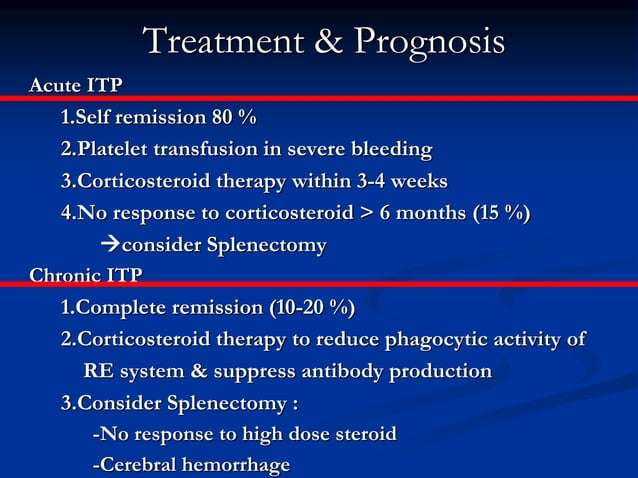 Treatment & Prognosis
Acute ITP
1.Self remission 80 %
2.Platelet transfusion in severe bleeding
3.Corticosteroid therapy within 3-4 weeks
4.No response to corticosteroid > 6 months (15 %)
→consider Splenectomy
Chronic ITP
1.Complete remission (10-20 %)
2.Corticosteroid therapy to reduce phagocytic activity of
RE system & suppress antibody production
3.Consider Splenectomy :
-No response to high dose steroid
-Cerebral hemorrhage